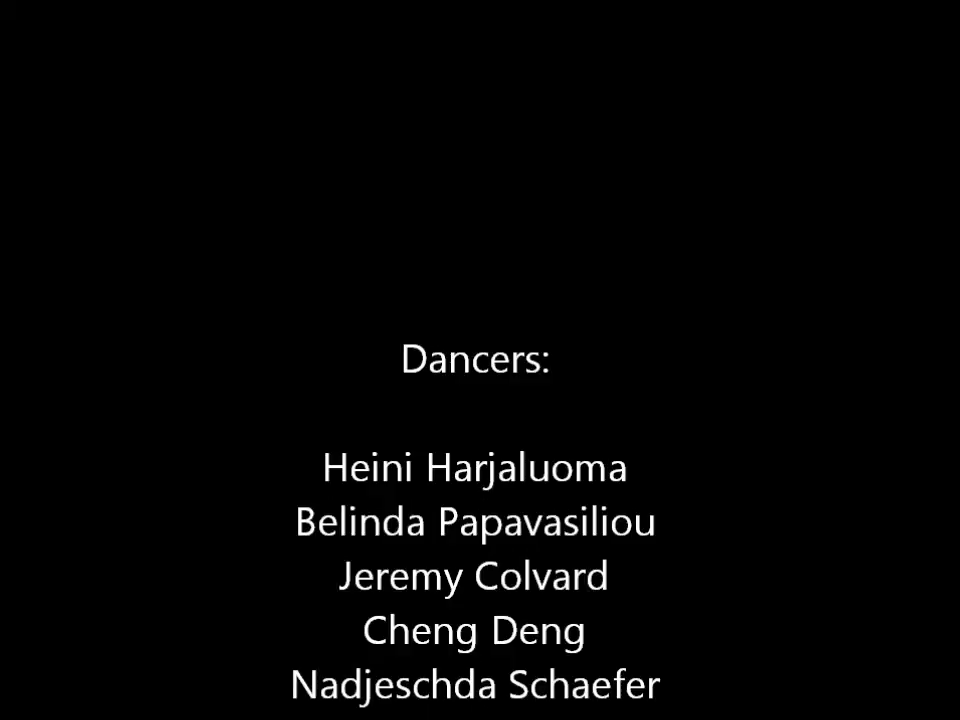 Dancers:
Heini Harjaluoma
Belinda Papavasiliou
Jeremy Colvard
Cheng Deng
Nadjeschda Schaefer